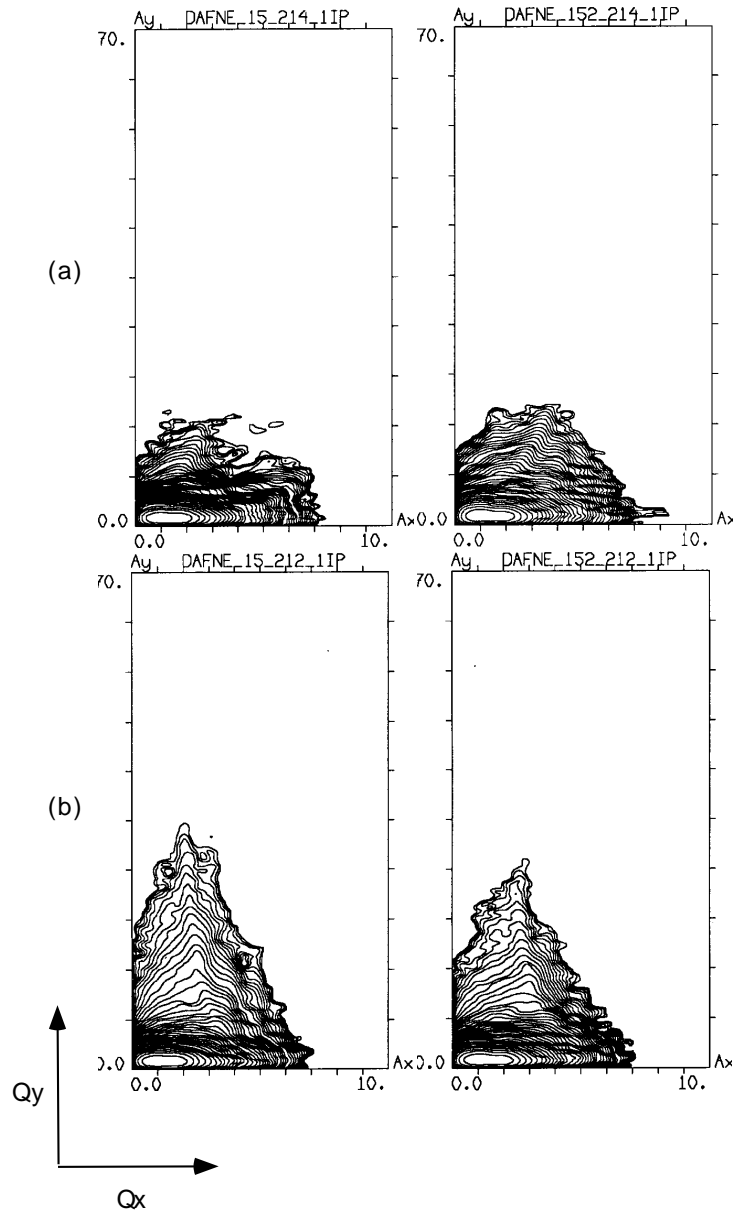 Ay DAFNE_15_214_1IP
Ay DAFNE_152_214_1IP
70.
70.
(a)
0.0
Ax
0.0
Ax
0.0 10.
0.0 10.
Ay DAFNE_15_212_1IP
Ay DAFNE_152_212_1IP
70.
70.
(b)
0.0
Ax
0.0
Ax
0.0 10.
0.0 10.
Qy
Qx